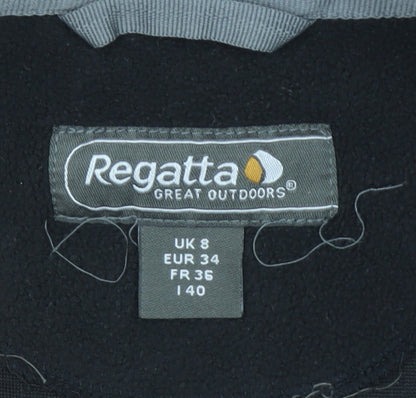 Regatta
GREAT OUTDOORS®
UK 8
EUR 34
FR 36
I 40